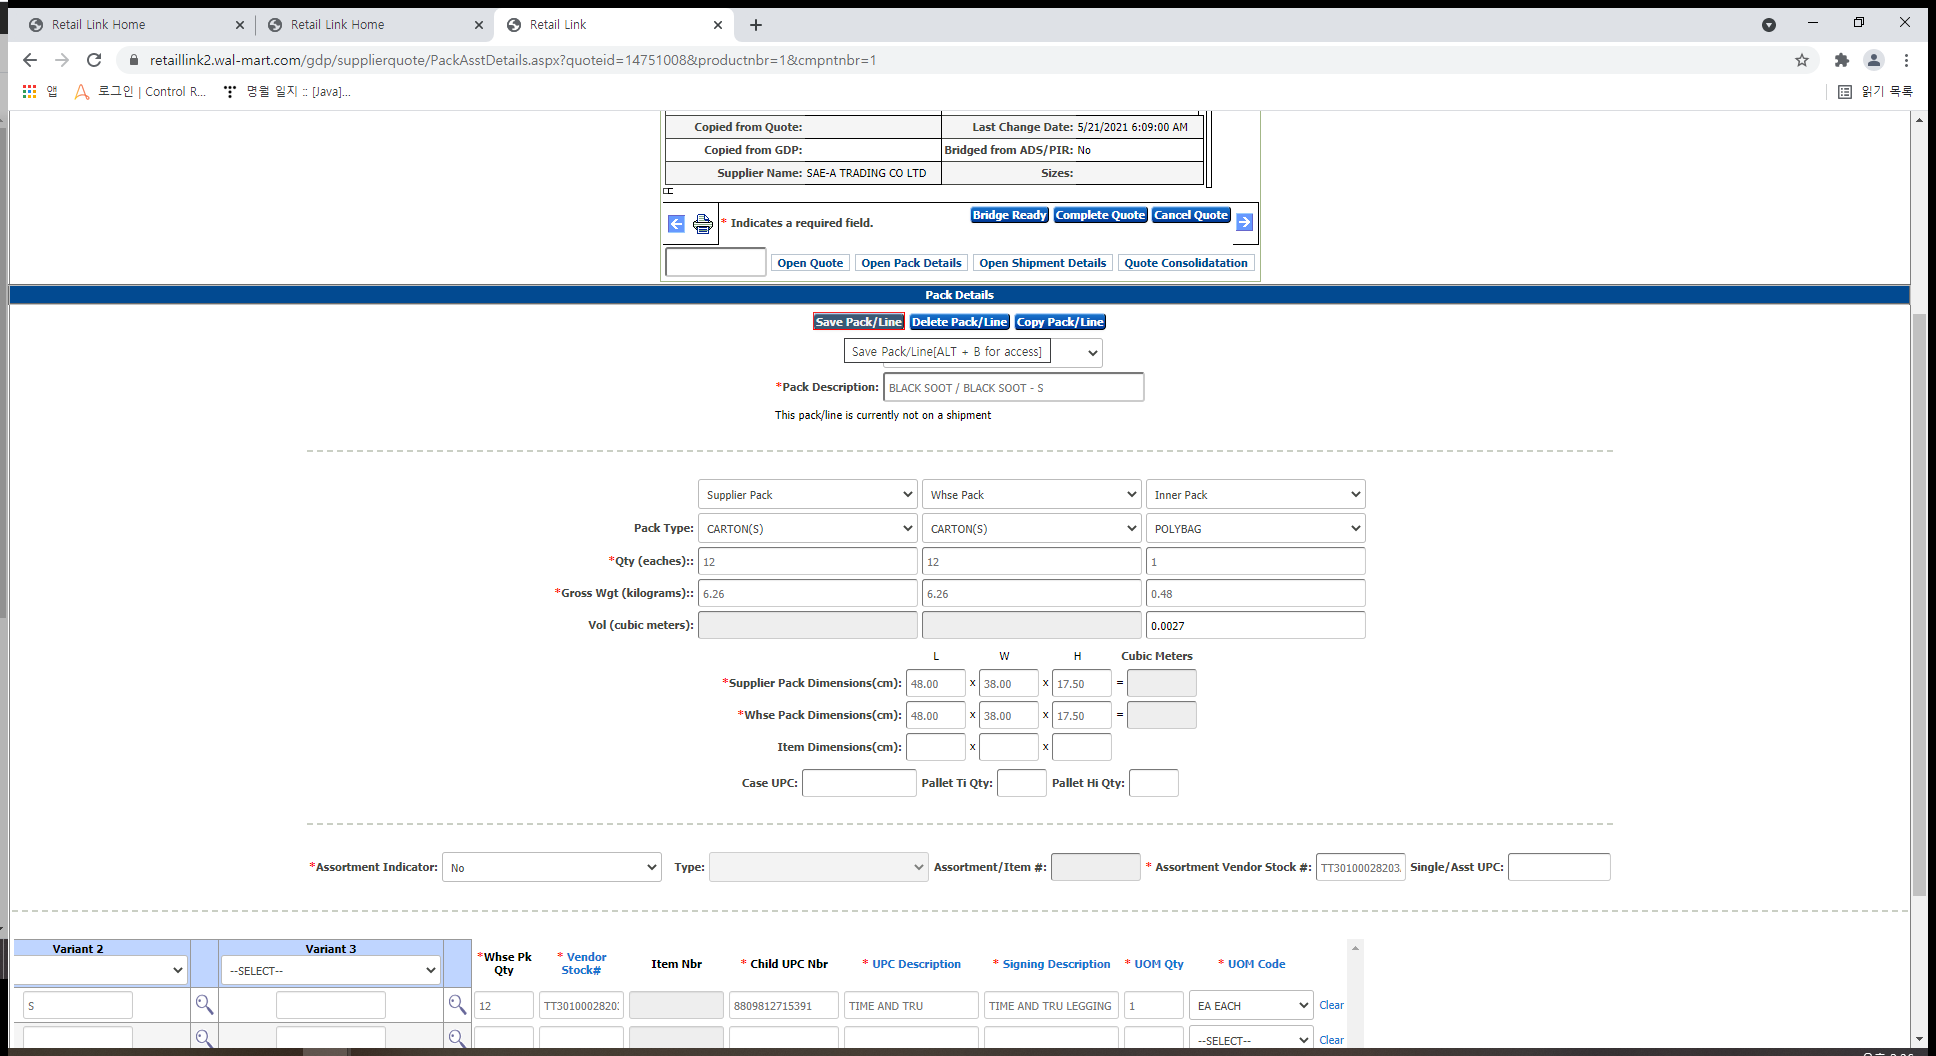 Retail Link Home
Retail Link Home
Retail Link
retaillink2.wal-mart.com/gdp/supplierquote/PackAsstDetails.aspx?quoteid=14751008&productnbr=1&cmpntnbr=1
앱 로그인 | Control R... 명월 일지 :: [Java]... 읽기 목록
Copied from Quote: Last Change Date: 5/21/2021 6:09:00 AM
Copied from GDP: Bridged from ADS/PIR: No
Supplier Name: SAE-A TRADING CO LTD Sizes:
* Indicates a required field. Bridge Ready Complete Quote Cancel Quote
Open Quote Open Pack Details Open Shipment Details Quote Consolidatation
Pack Details
Save Pack/Line Delete Pack/Line Copy Pack/Line
Save Pack/Line[ALT + B for access]
*Pack Description: BLACK SOOT / BLACK SOOT - S
This pack/line is currently not on a shipment
Supplier Pack Whse Pack Inner Pack
Pack Type: CARTON(S) CARTON(S) POLYBAG
*Qty (eaches):: 12 12 1
*Gross Wgt (kilograms):: 6.26 6.26 0.48
Vol (cubic meters): 0.0027
L W H Cubic Meters
*Supplier Pack Dimensions(cm): 48.00 x 38.00 x 17.50 =
*Whse Pack Dimensions(cm): 48.00 x 38.00 x 17.50 =
Item Dimensions(cm): x x
Case UPC: Pallet Ti Qty: Pallet Hi Qty:
*Assortment Indicator: No Type: Assortment/Item #: * Assortment Vendor Stock #: TT30100028203. Single/Asst UPC:
Variant 2 Variant 3 *Whse Pk Qty * Vendor Stock# Item Nbr * Child UPC Nbr * UPC Description * Signing Description * UOM Qty * UOM Code
--SELECT--
S 12 TT3010002820: 8809812715391 TIME AND TRU TIME AND TRU LEGGING 1 EA EACH Clear
--SELECT-- Clear